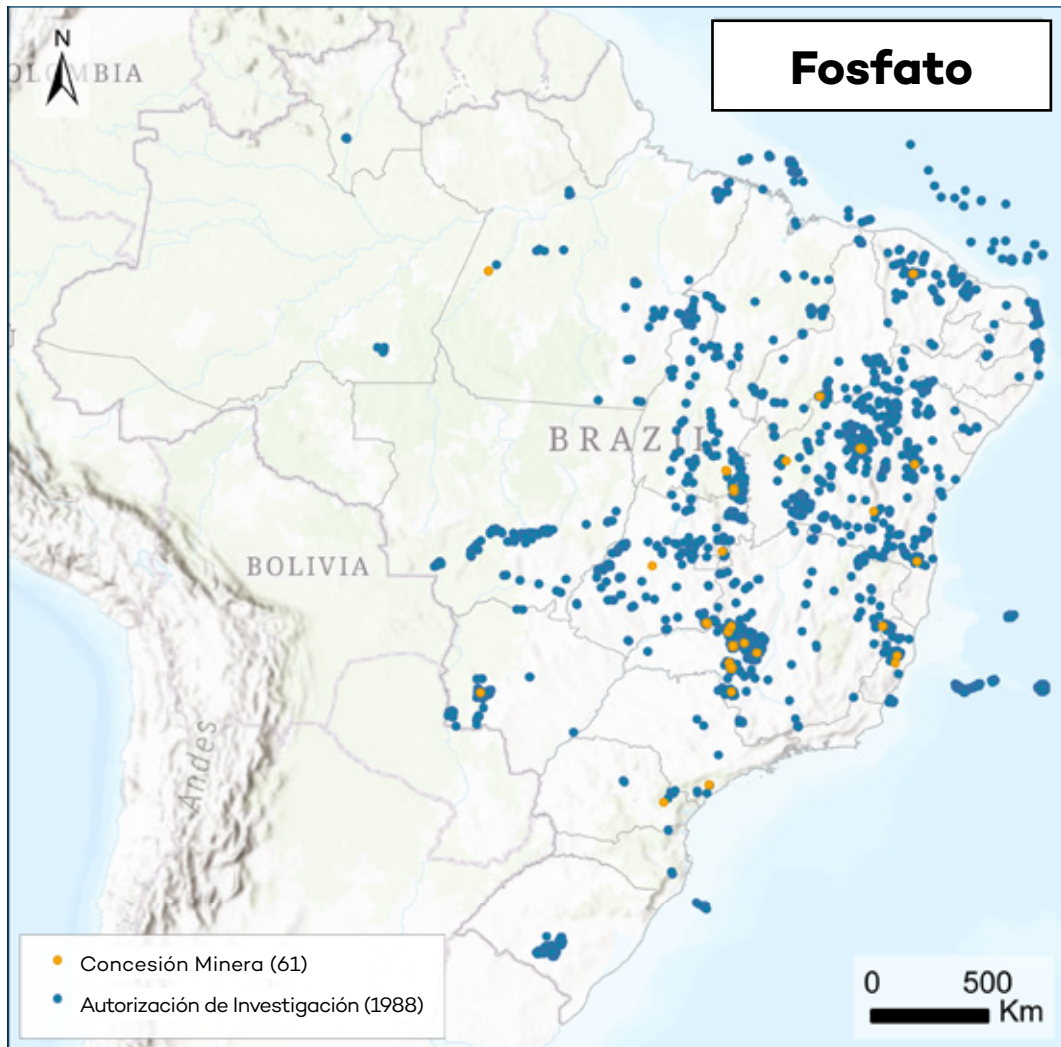 Fosfato
N
OLOMBIA
BRAZIL
BOLIVIA
Andes
Concesión Minera (61)
Autorización de Investigación (1988)
0 500
Km